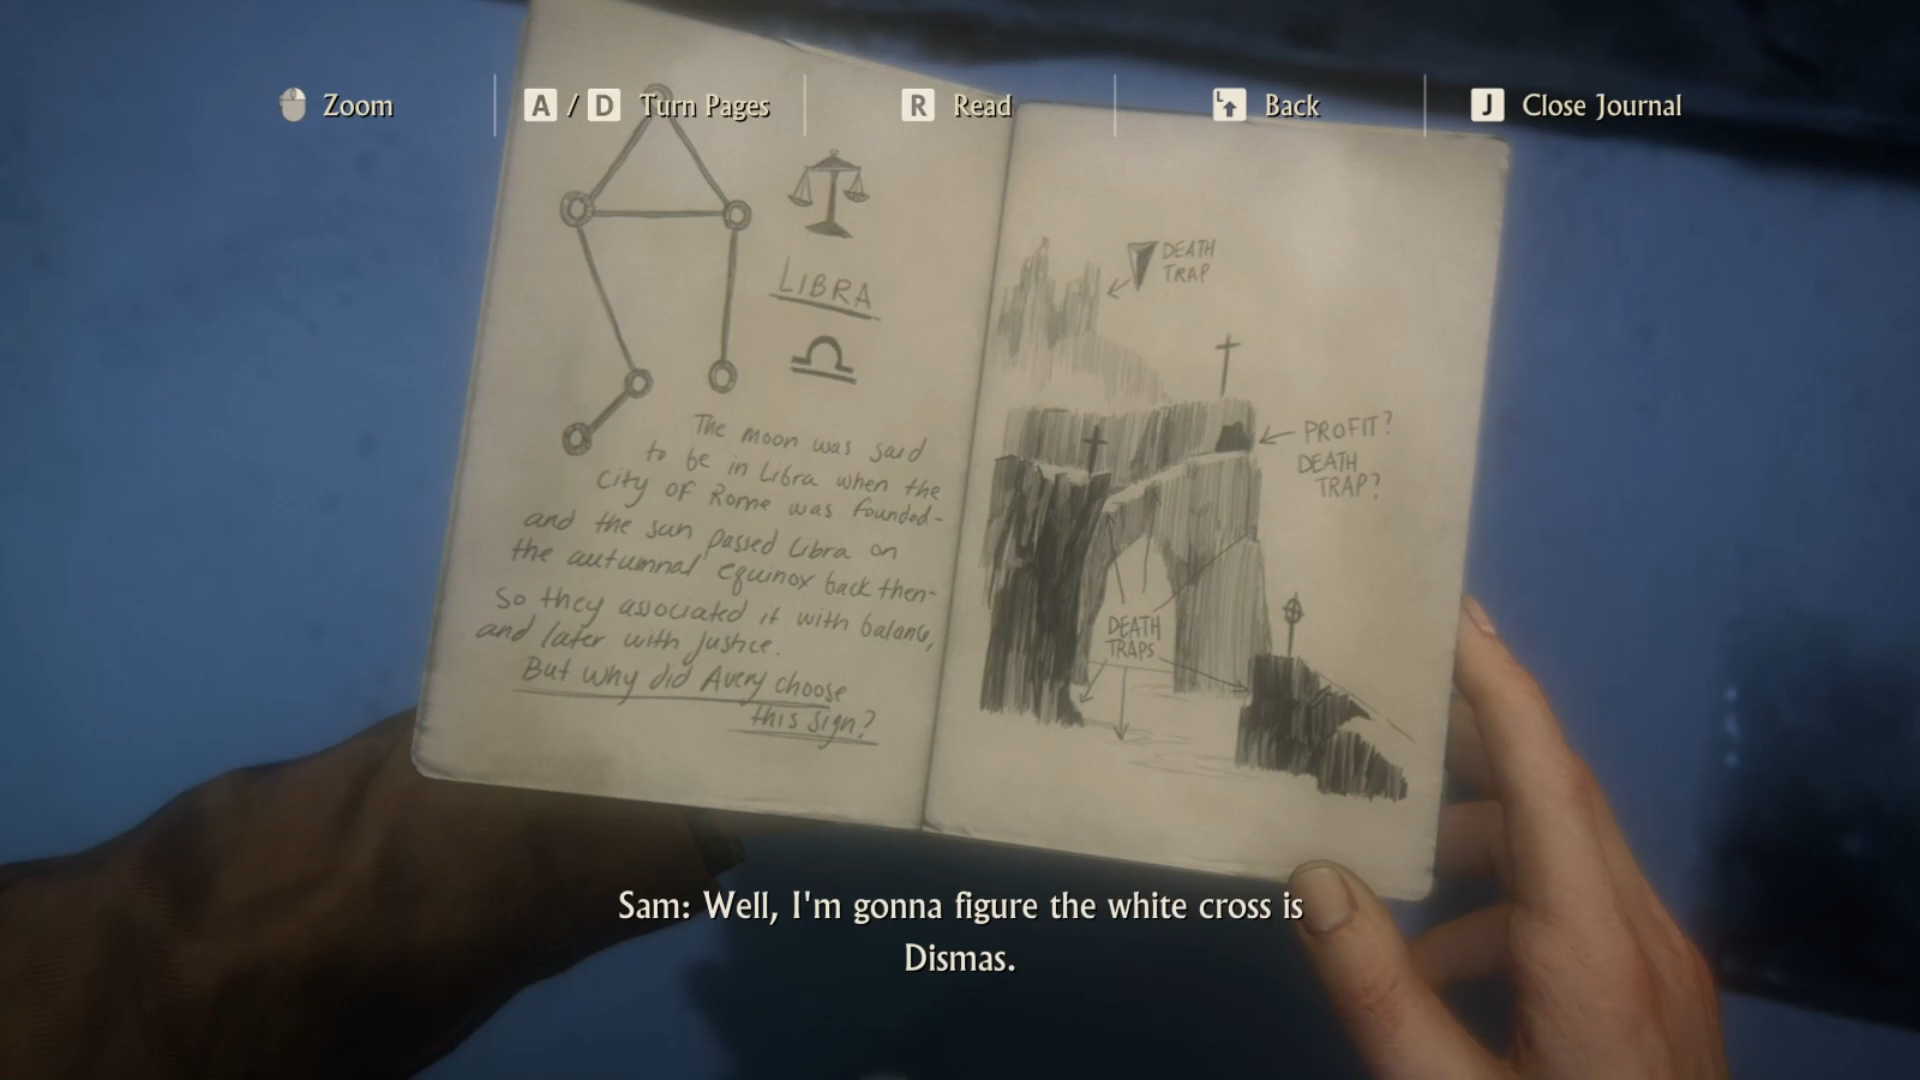 Zoom
A / D Turn Pages
R Read
L Back
J Close Journal
LIBRA
The moon was said
to be in Libra when the
City of Rome was founded-
and the sun passed Libra on
the autumnal equinox back then-
So they associated it with balance,
and later with justice.
But why did Avery choose
this sign?
DEATH
TRAP
PROFIT?
DEATH
TRAP?
DEATH
TRAPS
Sam: Well, I'm gonna figure the white cross is
Dismas.